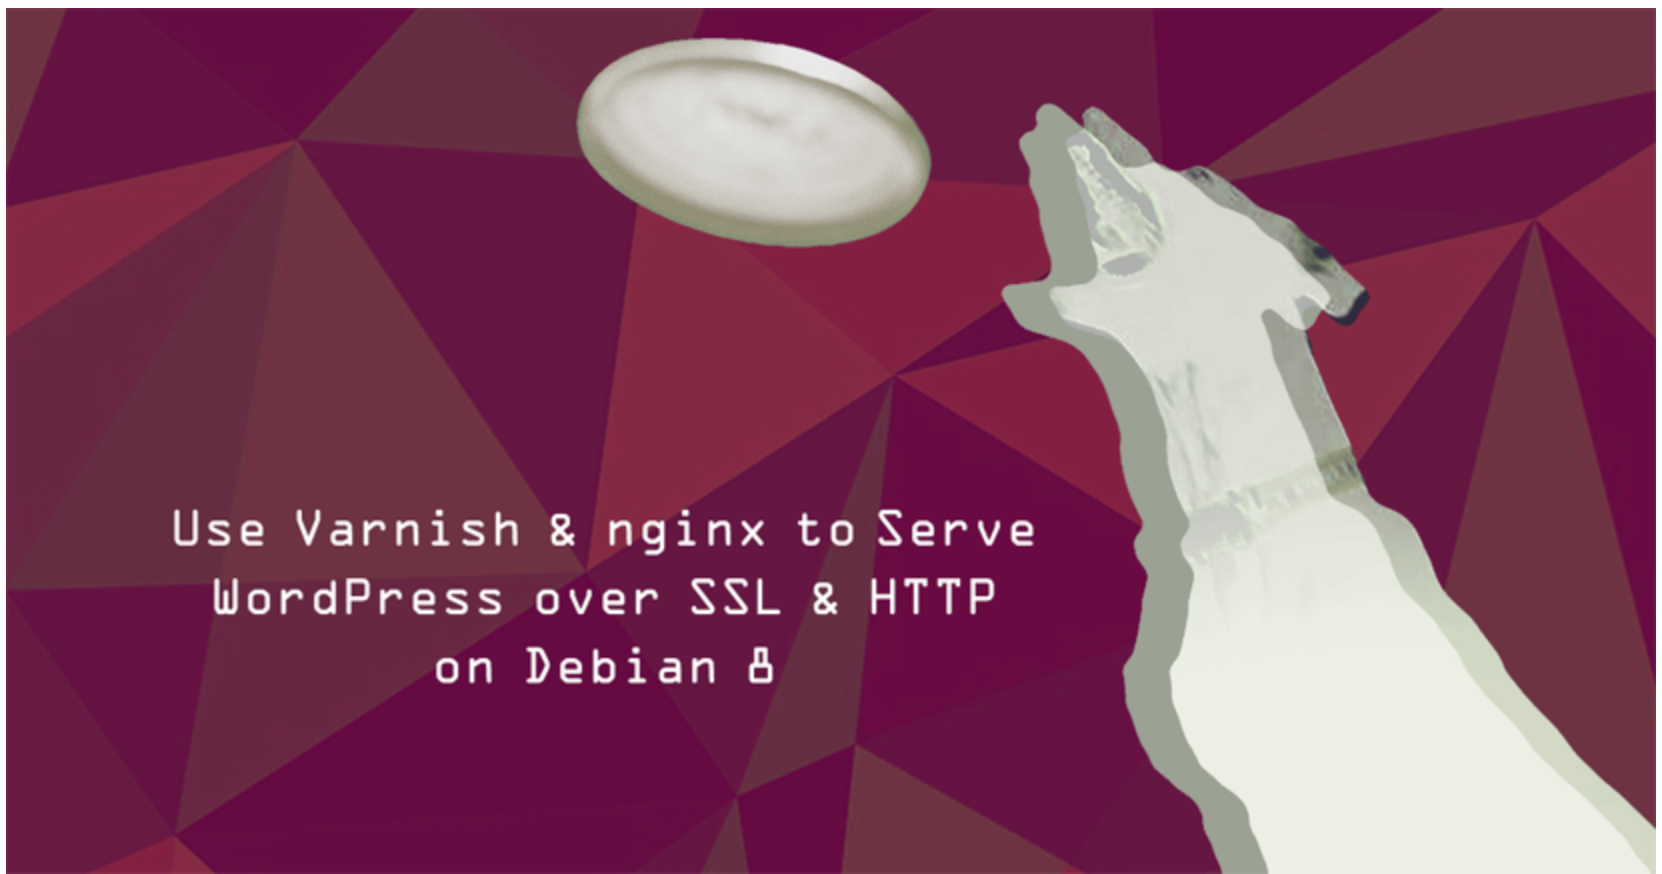 Use Varnish & nginx to Serve
WordPress over SSL & HTTP
on Debian 8